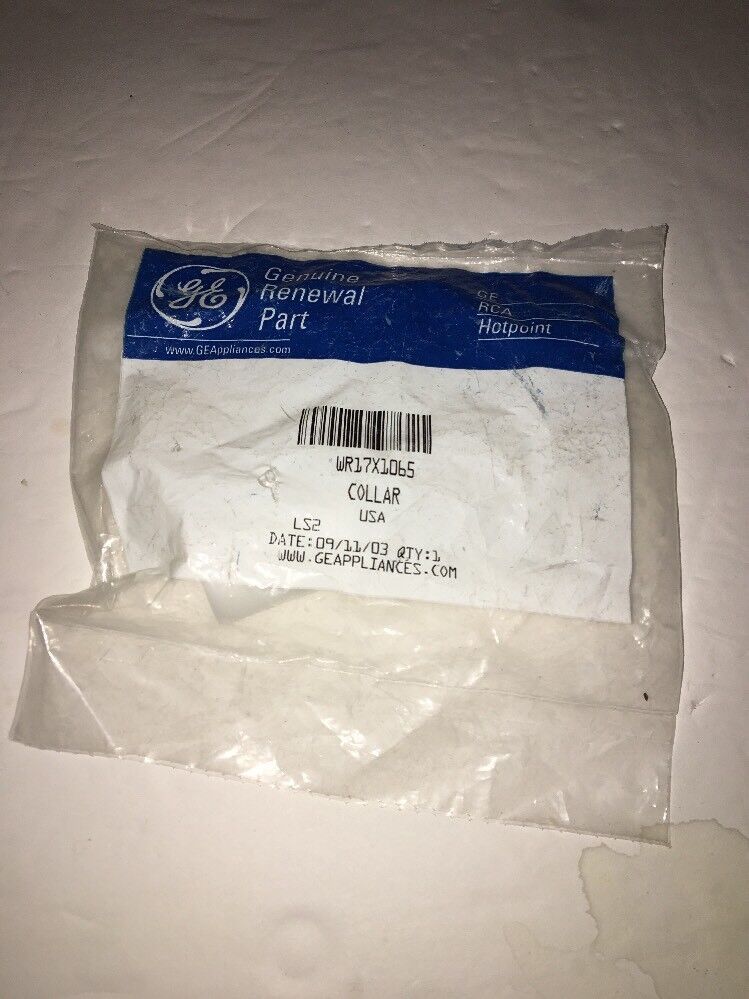 GE
Genuine
Renewal
Part
www.GEAppliances.com
GE
RCA
Hotpoint
WR17X1065
COLLAR
USA
LS2
DATE:09/11/03 QTY:1
WWW.GEAPPLIANCES.COM